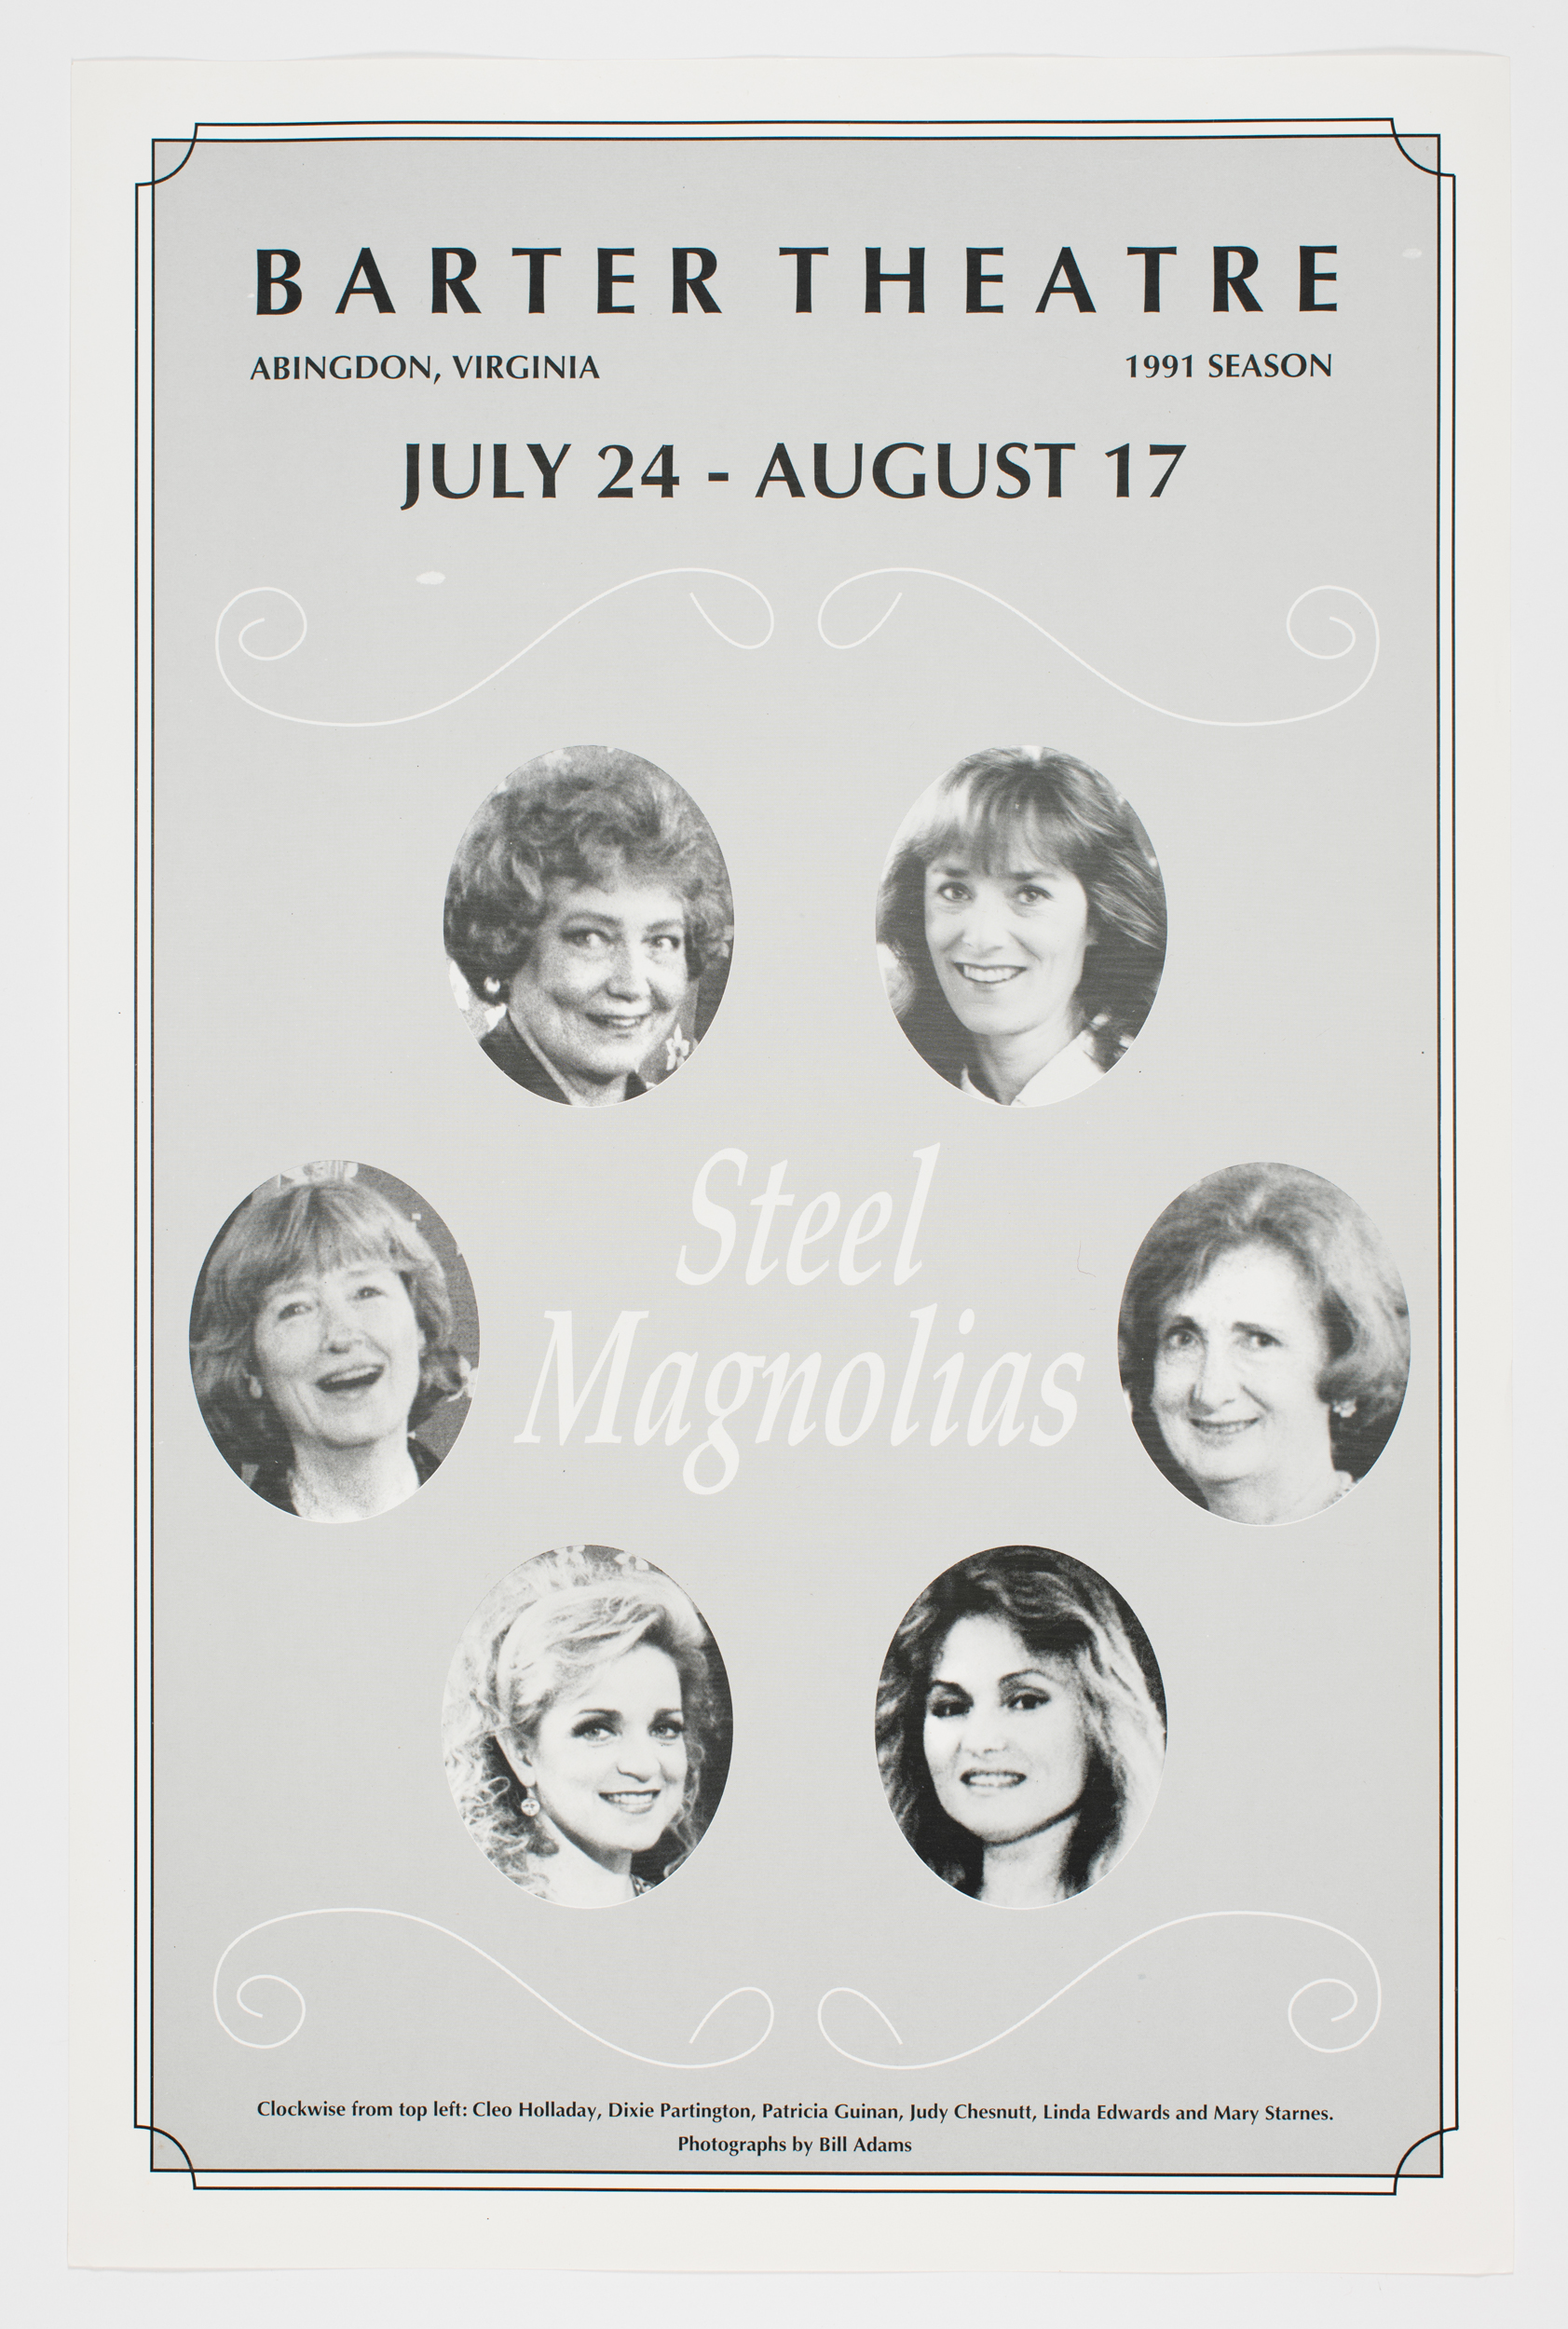 BARTER THEATRE
ABINGDON, VIRGINIA
1991 SEASON
JULY 24 - AUGUST 17
Steel
Magnolias
Clockwise from top left: Cleo Holladay, Dixie Partington, Patricia Guinan, Judy Chesnutt, Linda Edwards and Mary Starnes.
Photographs by Bill Adams